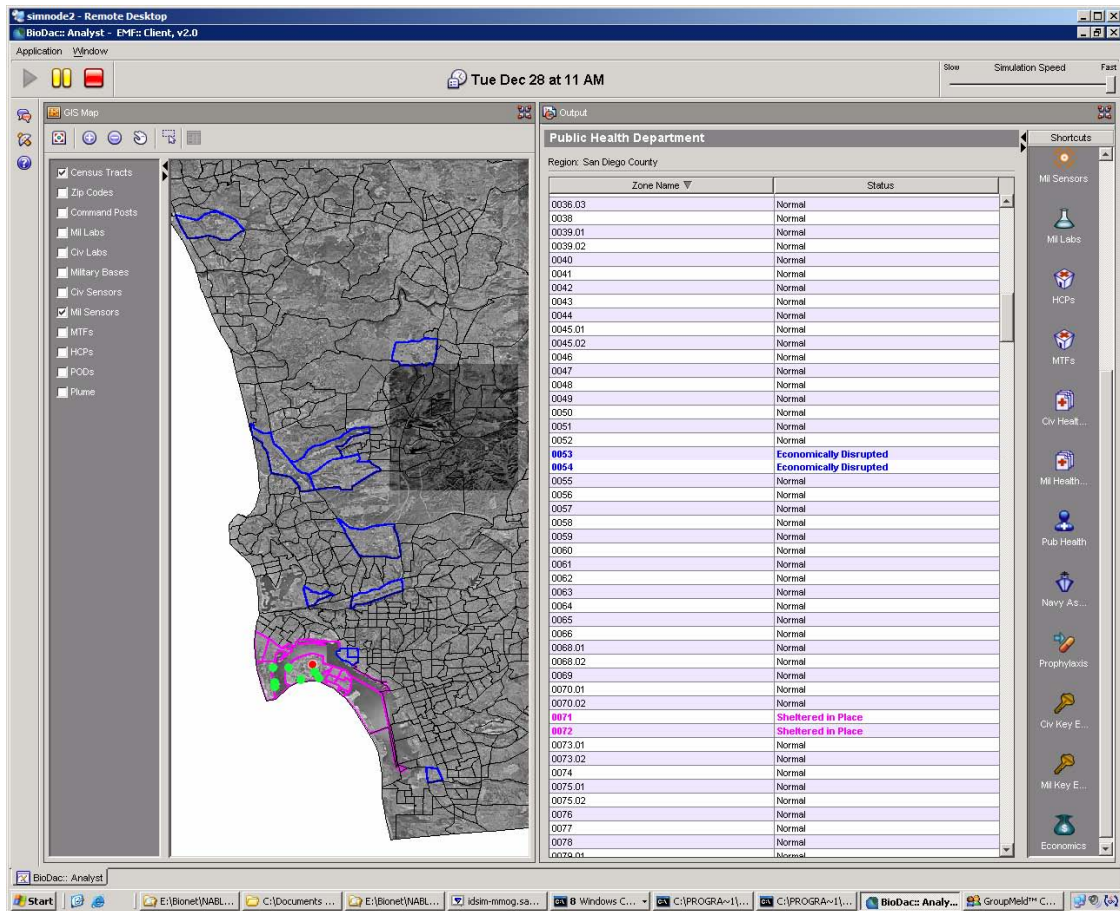 simnode2 - Remote Desktop
BioDac:: Analyst - EMF:: Client, v2.0
Application Window
Tue Dec 28 at 11 AM
Slow Simulation Speed Fast
GIS Map
Census Tracts
Zip Codes
Command Posts
Mil Labs
Civ Labs
Military Bases
Civ Sensors
Mil Sensors
MTFs
HCPs
PODs
Plume
Output
Public Health Department
Region: San Diego County
Zone Name Status
0036.03 Normal
0038 Normal
0039.01 Normal
0039.02 Normal
0040 Normal
0041 Normal
0042 Normal
0043 Normal
0044 Normal
0045.01 Normal
0045.02 Normal
0046 Normal
0047 Normal
0048 Normal
0049 Normal
0050 Normal
0051 Normal
0052 Normal
0053 Economically Disrupted
0054 Economically Disrupted
0055 Normal
0056 Normal
0057 Normal
0058 Normal
0059 Normal
0060 Normal
0061 Normal
0062 Normal
0063 Normal
0064 Normal
0065 Normal
0066 Normal
0068.01 Normal
0068.02 Normal
0069 Normal
0070.01 Normal
0070.02 Normal
0071 Sheltered in Place
0072 Sheltered in Place
0073.01 Normal
0073.02 Normal
0074 Normal
0075.01 Normal
0075.02 Normal
0076 Normal
0077 Normal
0078 Normal
0079.01 Normal
Shortcuts
Mil Sensors
Mil Labs
HCPs
MTFs
Civ Healt...
Mil Health...
Pub Health
Navy As...
Prophylaxis
Civ Key E...
Mil Key E...
Economics
BioDac:: Analyst
Start E:\Bionet\NABL... C:\Documents ... E:\Bionet\NABL... idsim-mmog.sa... 8 Windows C... C:\PROGRA~1\... C:\PROGRA~1\... BioDac:: Analy... GroupMeld™ C...